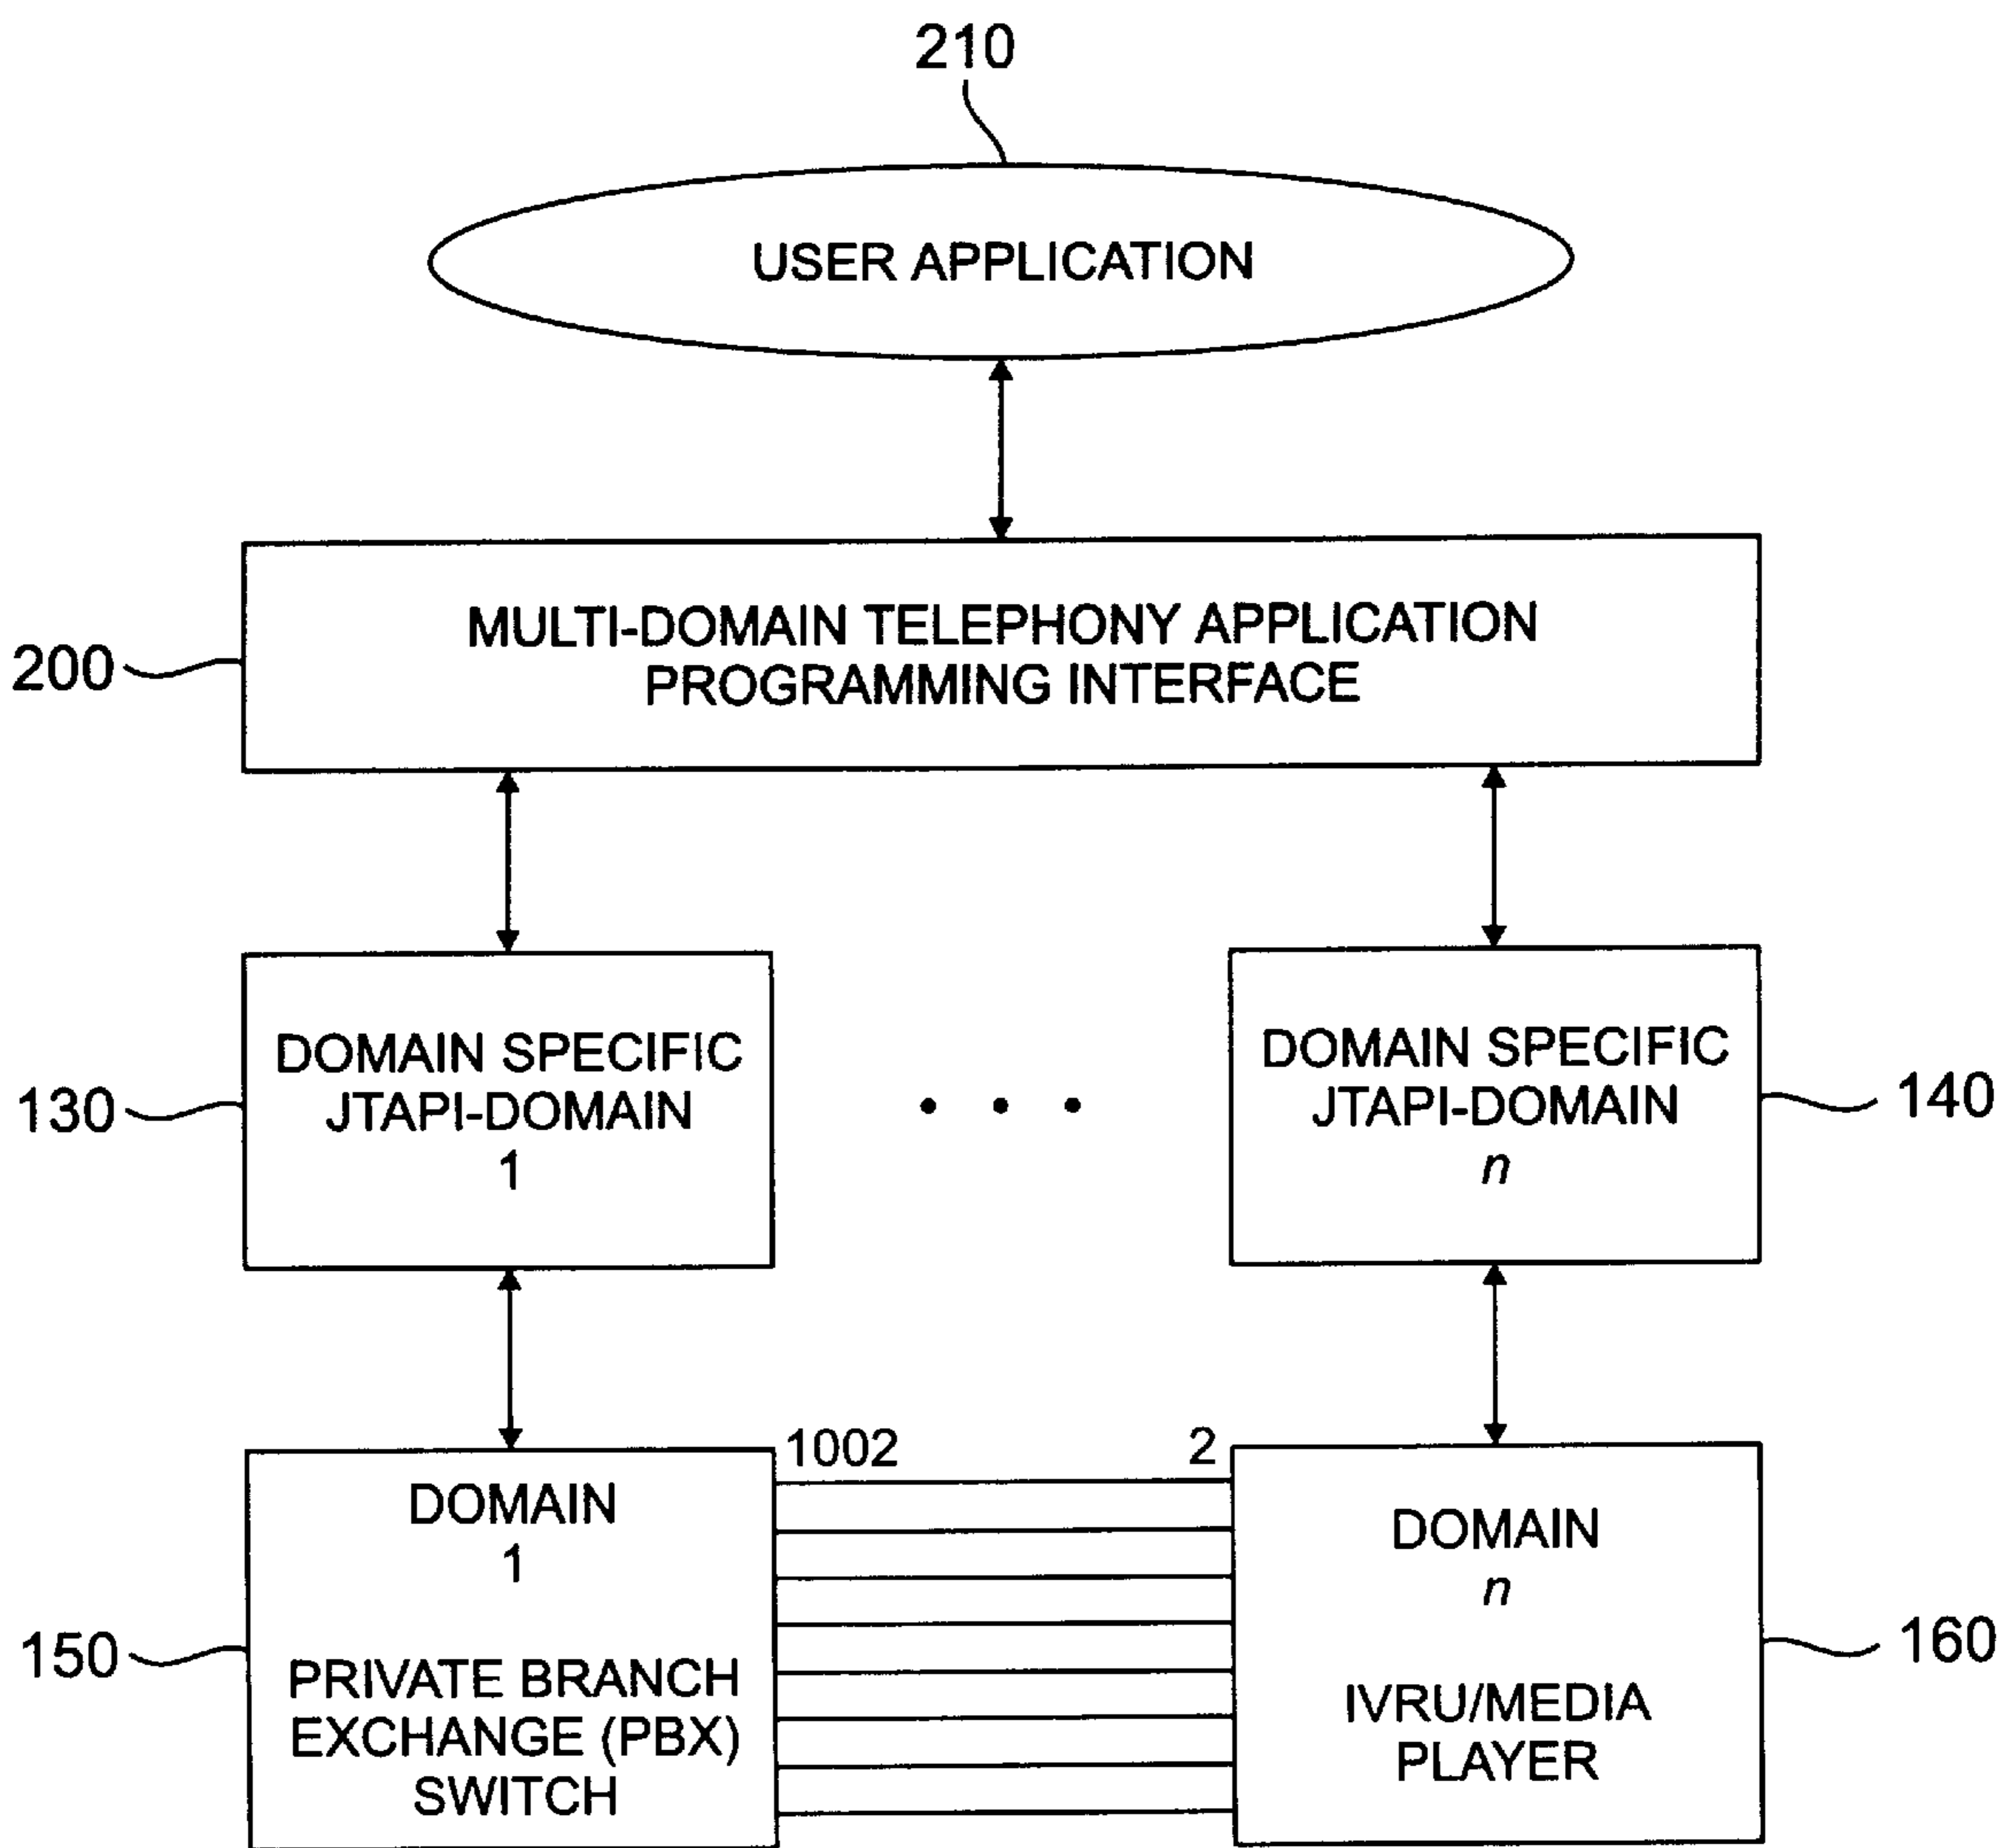 210
USER APPLICATION
MULTI-DOMAIN TELEPHONY APPLICATION
PROGRAMMING INTERFACE
200
DOMAIN SPECIFIC
JTAPI-DOMAIN
1
130
DOMAIN SPECIFIC
JTAPI-DOMAIN
n
140
1002
2
DOMAIN
1
PRIVATE BRANCH
EXCHANGE (PBX)
SWITCH
150
DOMAIN
n
IVRU/MEDIA
PLAYER
160